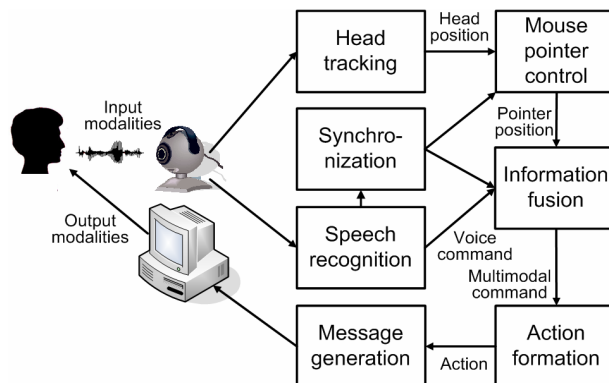 Head
tracking
Head
position
Mouse
pointer
control
Input
modalities
Synchro-
nization
Pointer
position
Information
fusion
Output
modalities
Speech
recognition
Voice
command
Multimodal
command
Message
generation
Action
Action
formation